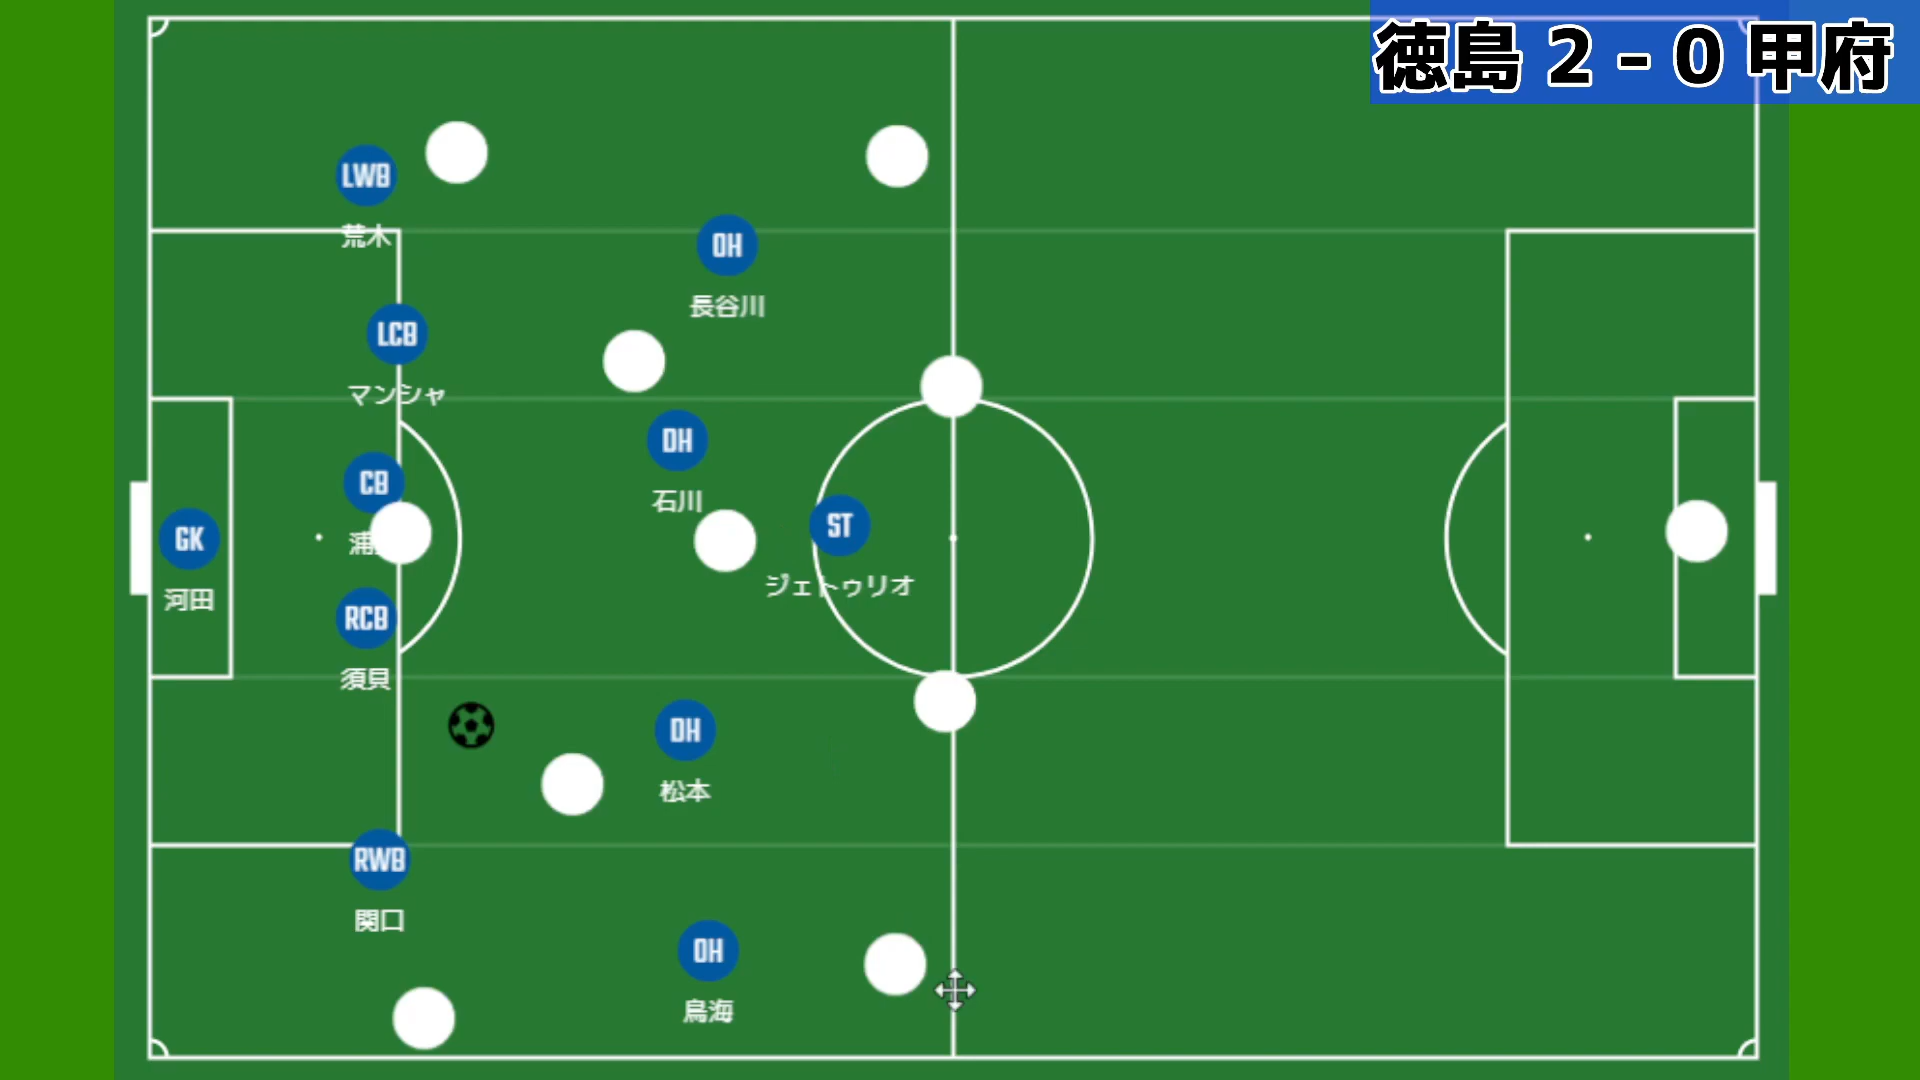 徳島 2 – 0 甲府
LWB
荒木
OH
長谷川
LCB
マンシャ
DH
石川
CB
GK
河田
ST
ジェトゥリオ
RCB
須貝
DH
松本
RWB
関口
OH
鳥海